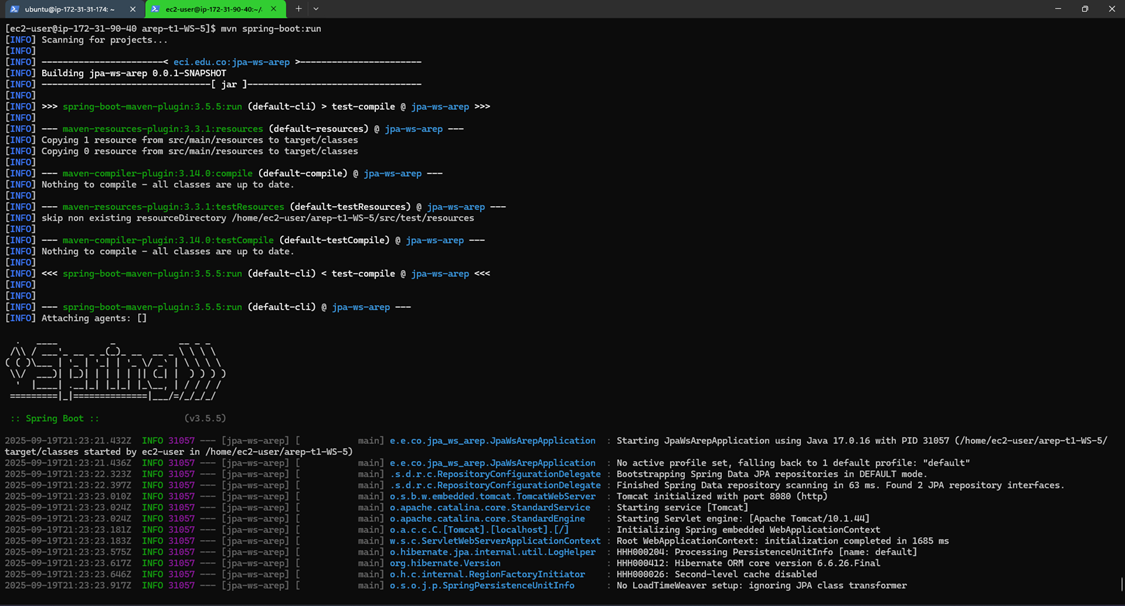 ubuntu@ip-172-31-31-174: ~
ec2-user@ip-172-31-90-40:~/
[ec2-user@ip-172-31-90-40 arep-t1-WS-5]$ mvn spring-boot:run
[INFO] Scanning for projects...
[INFO]
[INFO] -----------------------< eci.edu.co:jpa-ws-arep >-----------------------
[INFO] Building jpa-ws-arep 0.0.1-SNAPSHOT
[INFO] --------------------------------[ jar ]---------------------------------
[INFO]
[INFO] >>> spring-boot-maven-plugin:3.5.5:run (default-cli) > test-compile @ jpa-ws-arep >>>
[INFO]
[INFO] --- maven-resources-plugin:3.3.1:resources (default-resources) @ jpa-ws-arep ---
[INFO] Copying 1 resource from src/main/resources to target/classes
[INFO] Copying 0 resource from src/main/resources to target/classes
[INFO]
[INFO] --- maven-compiler-plugin:3.14.0:compile (default-compile) @ jpa-ws-arep ---
[INFO] Nothing to compile - all classes are up to date.
[INFO]
[INFO] --- maven-resources-plugin:3.3.1:testResources (default-testResources) @ jpa-ws-arep ---
[INFO] skip non existing resourceDirectory /home/ec2-user/arep-t1-WS-5/src/test/resources
[INFO]
[INFO] --- maven-compiler-plugin:3.14.0:testCompile (default-testCompile) @ jpa-ws-arep ---
[INFO] Nothing to compile - all classes are up to date.
[INFO]
[INFO] <<< spring-boot-maven-plugin:3.5.5:run (default-cli) < test-compile @ jpa-ws-arep <<<
[INFO]
[INFO]
[INFO] --- spring-boot-maven-plugin:3.5.5:run (default-cli) @ jpa-ws-arep ---
[INFO] Attaching agents: []
:: Spring Boot :: (v3.5.5)
2025-09-19T21:23:21.432Z INFO 31057 --- [jpa-ws-arep] [ main] e.e.co.jpa_ws_arep.JpaWsArepApplication : Starting JpaWsArepApplication using Java 17.0.16 with PID 31057 (/home/ec2-user/arep-t1-WS-5/
target/classes started by ec2-user in /home/ec2-user/arep-t1-WS-5)
2025-09-19T21:23:21.436Z INFO 31057 --- [jpa-ws-arep] [ main] e.e.co.jpa_ws_arep.JpaWsArepApplication : No active profile set, falling back to 1 default profile: "default"
2025-09-19T21:23:22.323Z INFO 31057 --- [jpa-ws-arep] [ main] .s.d.r.c.RepositoryConfigurationDelegate : Bootstrapping Spring Data JPA repositories in DEFAULT mode.
2025-09-19T21:23:22.397Z INFO 31057 --- [jpa-ws-arep] [ main] .s.d.r.c.RepositoryConfigurationDelegate : Finished Spring Data repository scanning in 63 ms. Found 2 JPA repository interfaces.
2025-09-19T21:23:23.010Z INFO 31057 --- [jpa-ws-arep] [ main] o.s.b.w.embedded.tomcat.TomcatWebServer : Tomcat initialized with port 8080 (http)
2025-09-19T21:23:23.024Z INFO 31057 --- [jpa-ws-arep] [ main] o.apache.catalina.core.StandardService : Starting service [Tomcat]
2025-09-19T21:23:23.024Z INFO 31057 --- [jpa-ws-arep] [ main] o.apache.catalina.core.StandardEngine : Starting Servlet engine: [Apache Tomcat/10.1.44]
2025-09-19T21:23:23.181Z INFO 31057 --- [jpa-ws-arep] [ main] o.a.c.c.C.[Tomcat].[localhost].[/] : Initializing Spring embedded WebApplicationContext
2025-09-19T21:23:23.183Z INFO 31057 --- [jpa-ws-arep] [ main] w.s.c.ServletWebServerApplicationContext : Root WebApplicationContext: initialization completed in 1685 ms
2025-09-19T21:23:23.575Z INFO 31057 --- [jpa-ws-arep] [ main] o.hibernate.jpa.internal.util.LogHelper : HHH000204: Processing PersistenceUnitInfo [name: default]
2025-09-19T21:23:23.617Z INFO 31057 --- [jpa-ws-arep] [ main] org.hibernate.Version : HHH000412: Hibernate ORM core version 6.6.26.Final
2025-09-19T21:23:23.646Z INFO 31057 --- [jpa-ws-arep] [ main] o.h.c.internal.RegionFactoryInitiator : HHH000026: Second-level cache disabled
2025-09-19T21:23:23.917Z INFO 31057 --- [jpa-ws-arep] [ main] o.s.o.j.p.SpringPersistenceUnitInfo : No LoadTimeWeaver setup: ignoring JPA class transformer